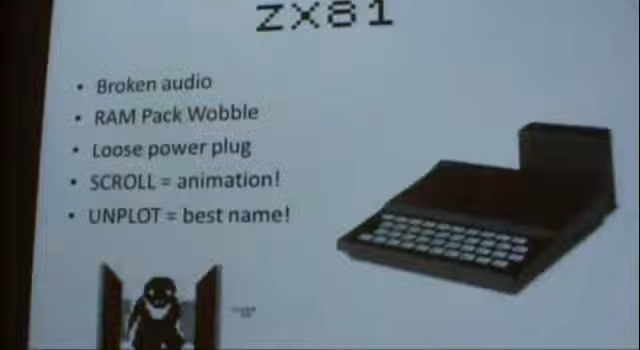 ZX81
• Broken audio
• RAM Pack Wobble
• Loose power plug
• SCROLL = animation!
• UNPLOT = best name!